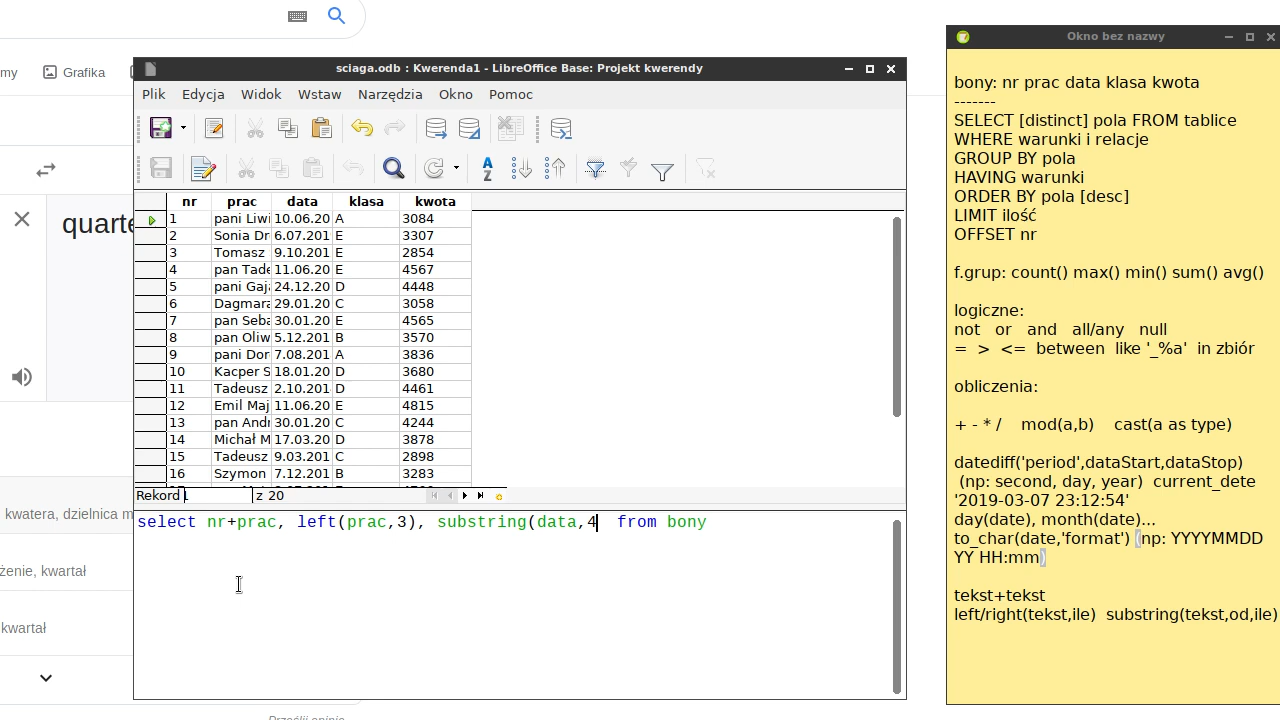 my
Grafika
quarte
kwatera, dzielnica m
żenie, kwartał
kwartał
sciaga.odb : Kwerenda1 - LibreOffice Base: Projekt kwerendy
Plik Edycja Widok Wstaw Narzędzia Okno Pomoc
nr prac data klasa kwota
1 pani Liwi 10.06.20 A 3084
2 Sonia Dr 6.07.201 E 3307
3 Tomasz 9.10.201 E 2854
4 pan Tade 11.06.20 E 4567
5 pani Gaja 24.12.20 D 4448
6 Dagmara 29.01.20 C 3058
7 pan Seba 30.01.20 E 4565
8 pan Oliw 5.12.201 B 3570
9 pani Dor 7.08.201 A 3836
10 Kacper S 18.01.20 D 3680
11 Tadeusz 2.10.201 D 4461
12 Emil Maj 11.06.20 E 4815
13 pan Andr 30.01.20 C 4244
14 Michał M 17.03.20 D 3878
15 Tadeusz 9.03.201 C 2898
16 Szymon 7.12.201 B 3283
Rekord 1 z 20
select nr+prac, left(prac,3), substring(data,4 from bony
Okno bez nazwy
bony: nr prac data klasa kwota
-------
SELECT [distinct] pola FROM tablice
WHERE warunki i relacje
GROUP BY pola
HAVING warunki
ORDER BY pola [desc]
LIMIT ilość
OFFSET nr
f.grup: count() max() min() sum() avg()
logiczne:
not or and all/any null
= > <= between like '_%a' in zbiór
obliczenia:
+ - * / mod(a,b) cast(a as type)
datediff('period',dataStart,dataStop)
(np: second, day, year) current_dete
'2019-03-07 23:12:54'
day(date), month(date)...
to_char(date,'format') (np: YYYYMMDD
YY HH:mm)
tekst+tekst
left/right(tekst,ile) substring(tekst,od,ile)